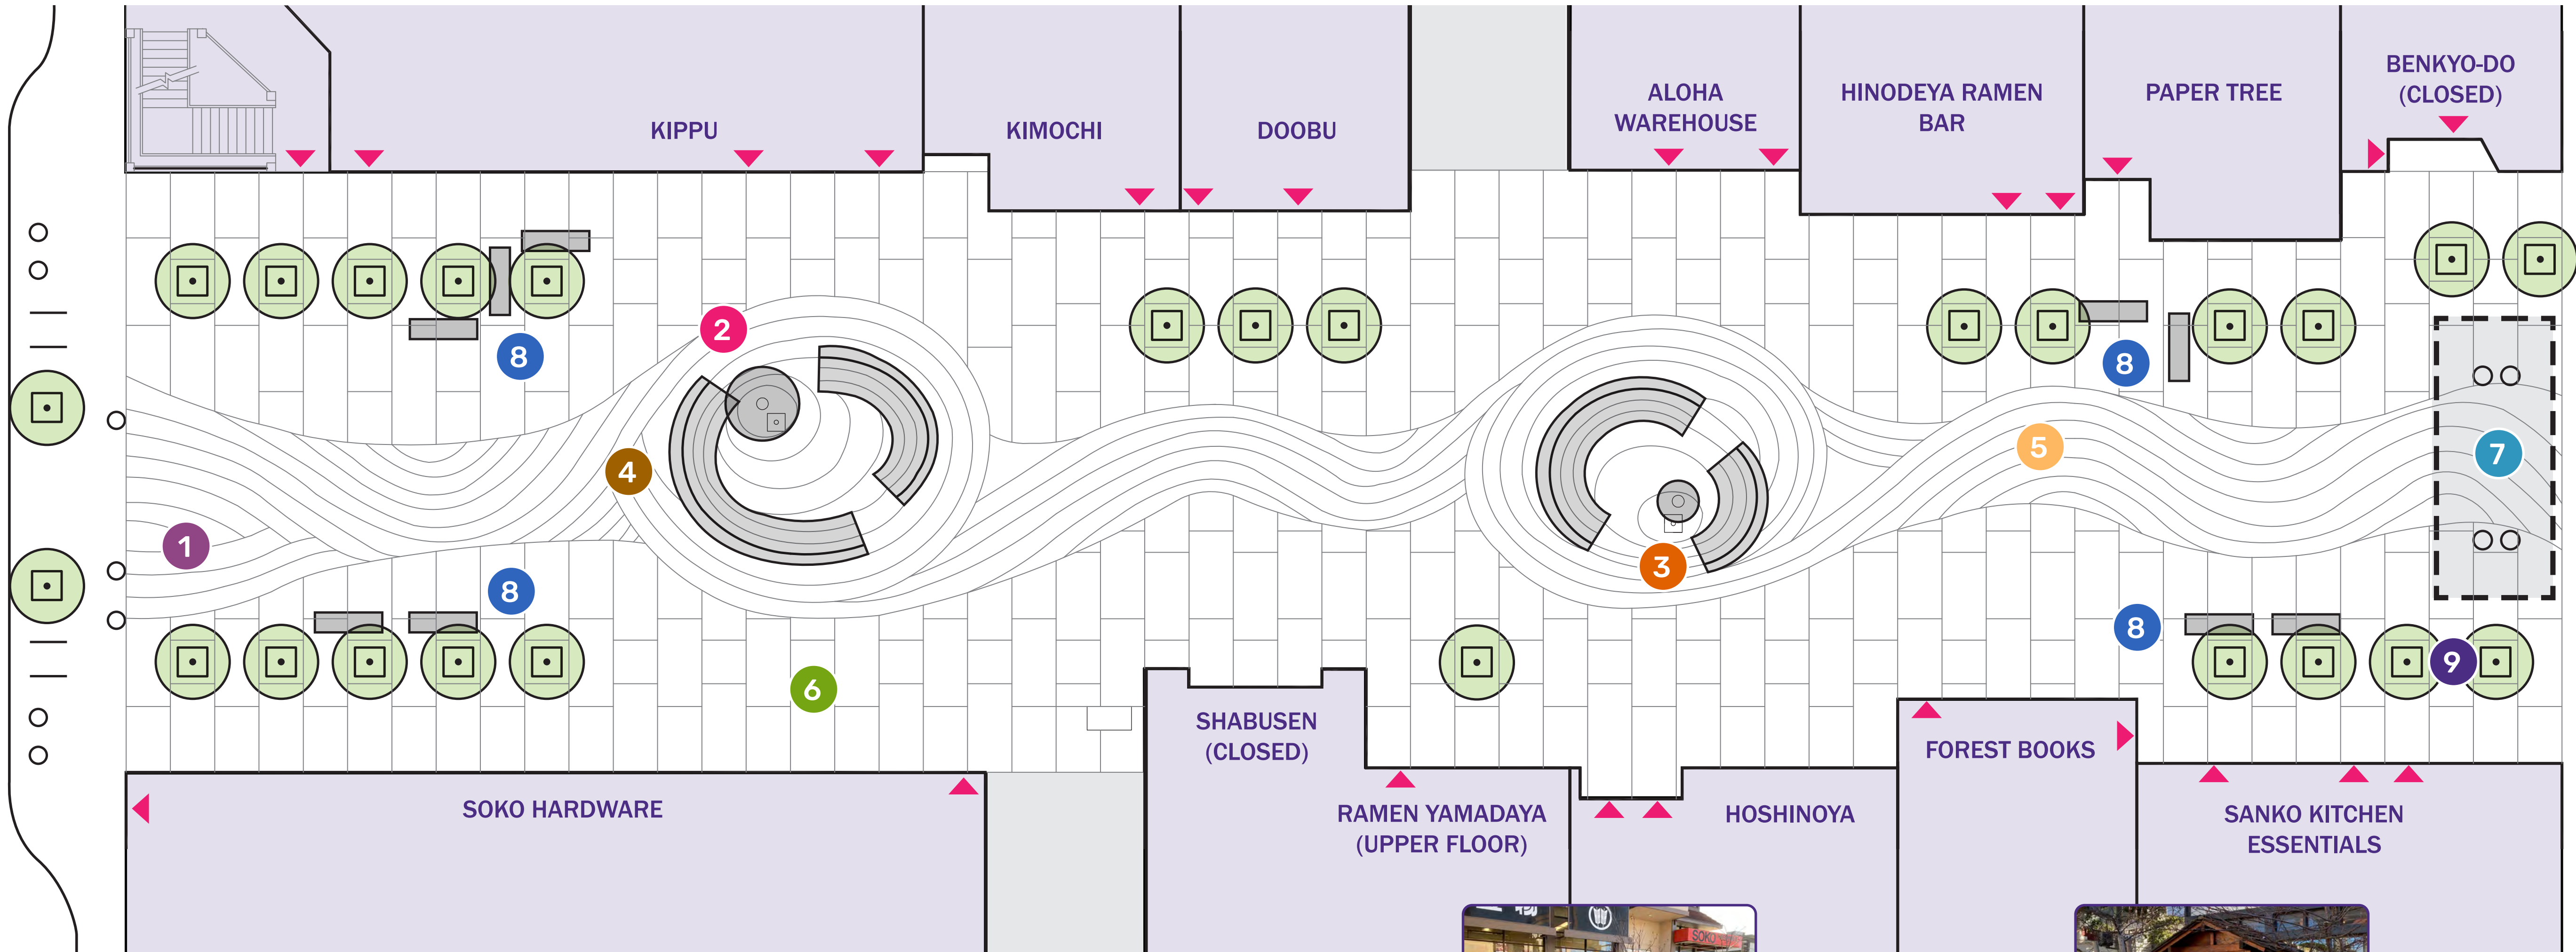 BENKYO-DO
(CLOSED)
ALOHA
WAREHOUSE
HINODEYA RAMEN
BAR
PAPER TREE
KIPPU
KIMOCHI
DOOBU
2
8
8
4
5
7
1
3
8
8
6
9
SHABUSEN
(CLOSED)
FOREST BOOKS
SOKO HARDWARE
RAMEN YAMADAYA
(UPPER FLOOR)
HOSHINOYA
SANKO KITCHEN
ESSENTIALS